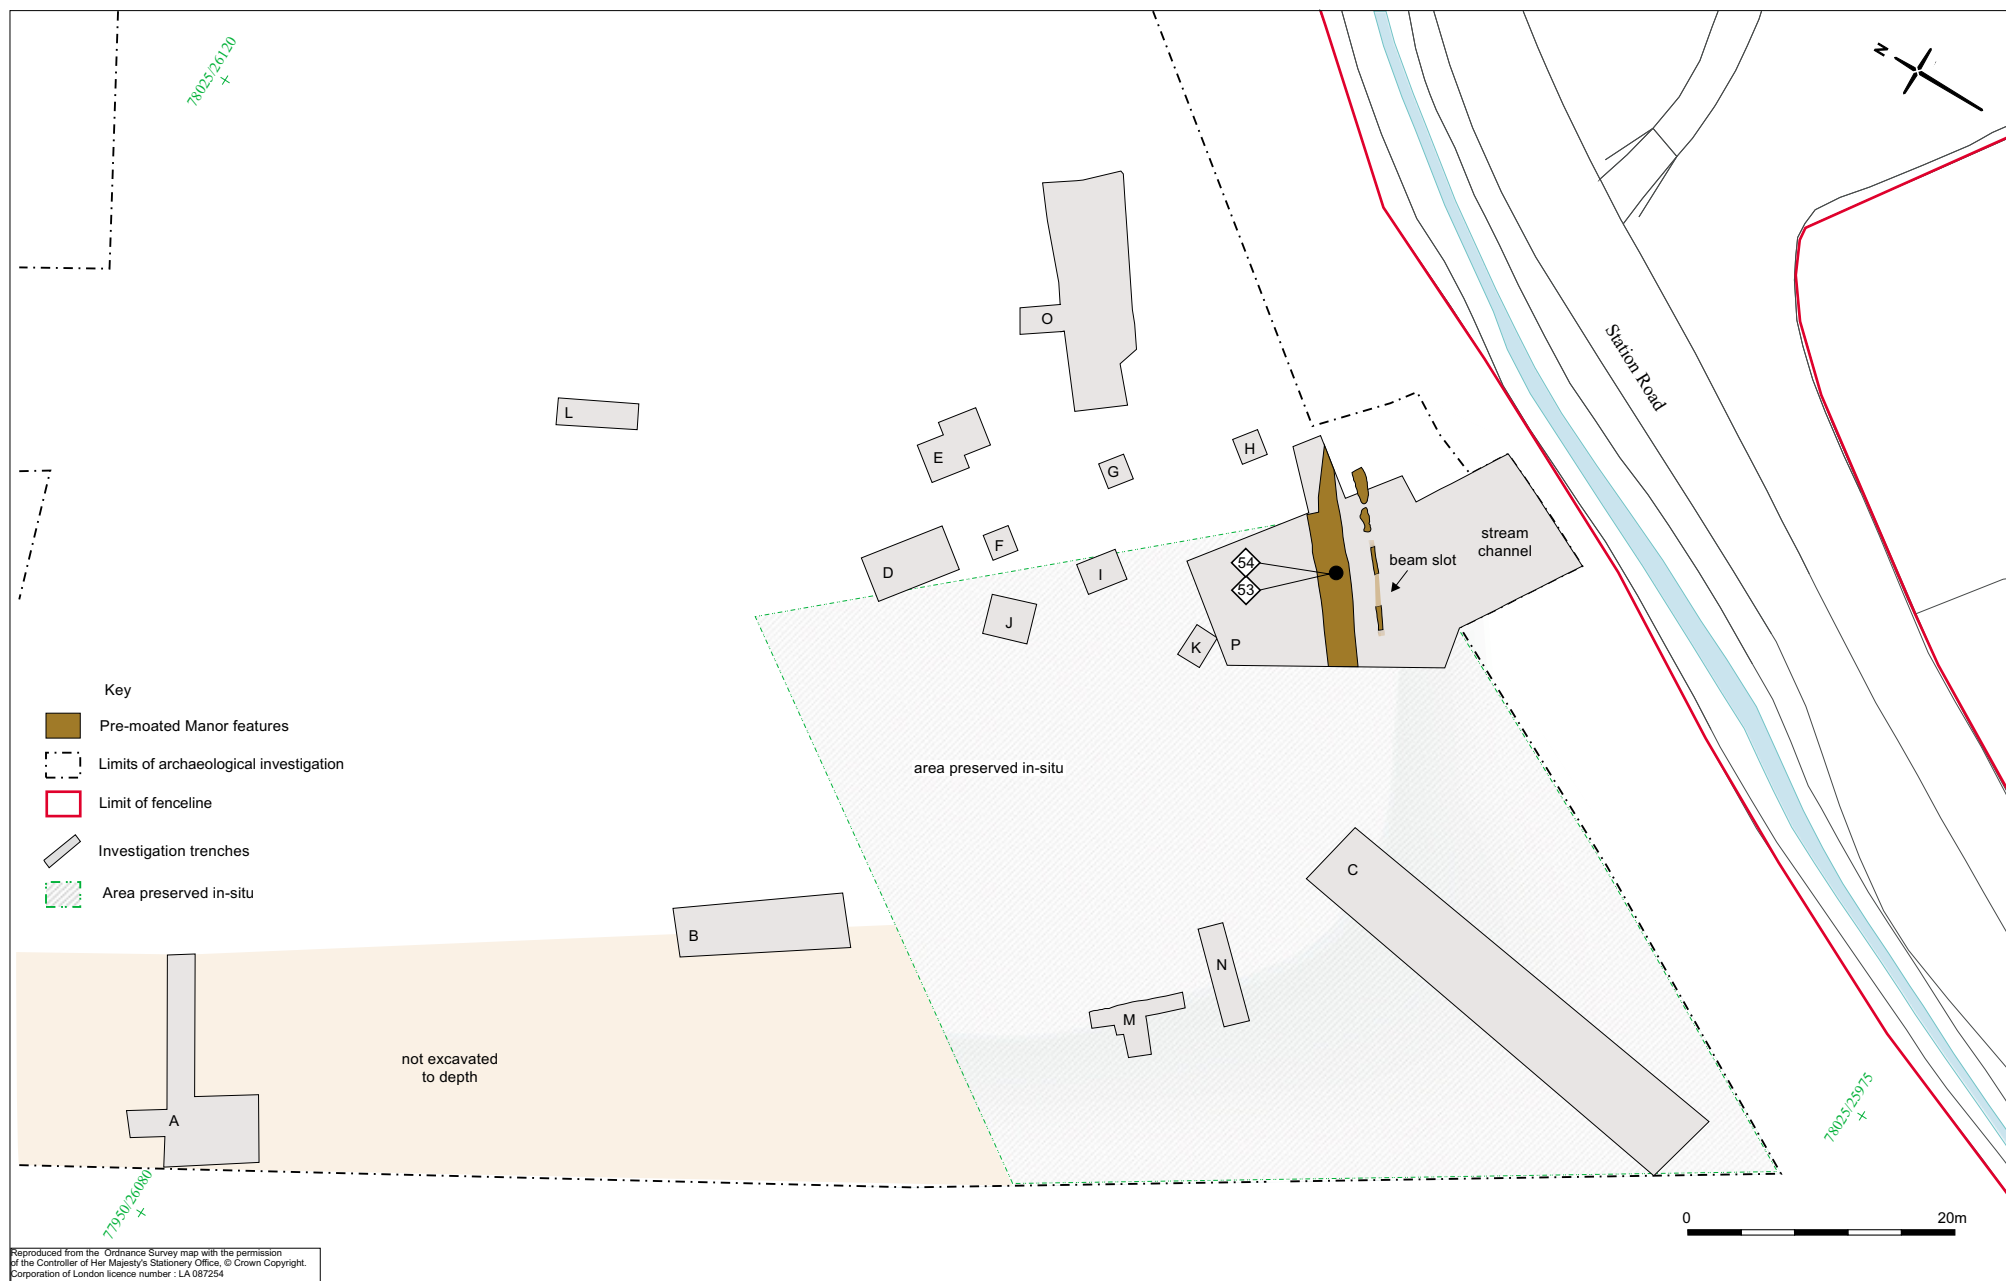 78025/26120
N
Station Road
O
L
E
G
H
D
F
I
J
K
P
54
53
beam slot
stream
channel
Key
Pre-moated Manor features
Limits of archaeological investigation
Limit of fenceline
Investigation trenches
Area preserved in-situ
area preserved in-situ
B
C
N
M
A
not excavated
to depth
77950/26080
78025/25975
0 20m
Reproduced from the Ordnance Survey map with the permission
of the Controller of Her Majesty's Stationery Office, © Crown Copyright.
Corporation of London licence number : LA 087254